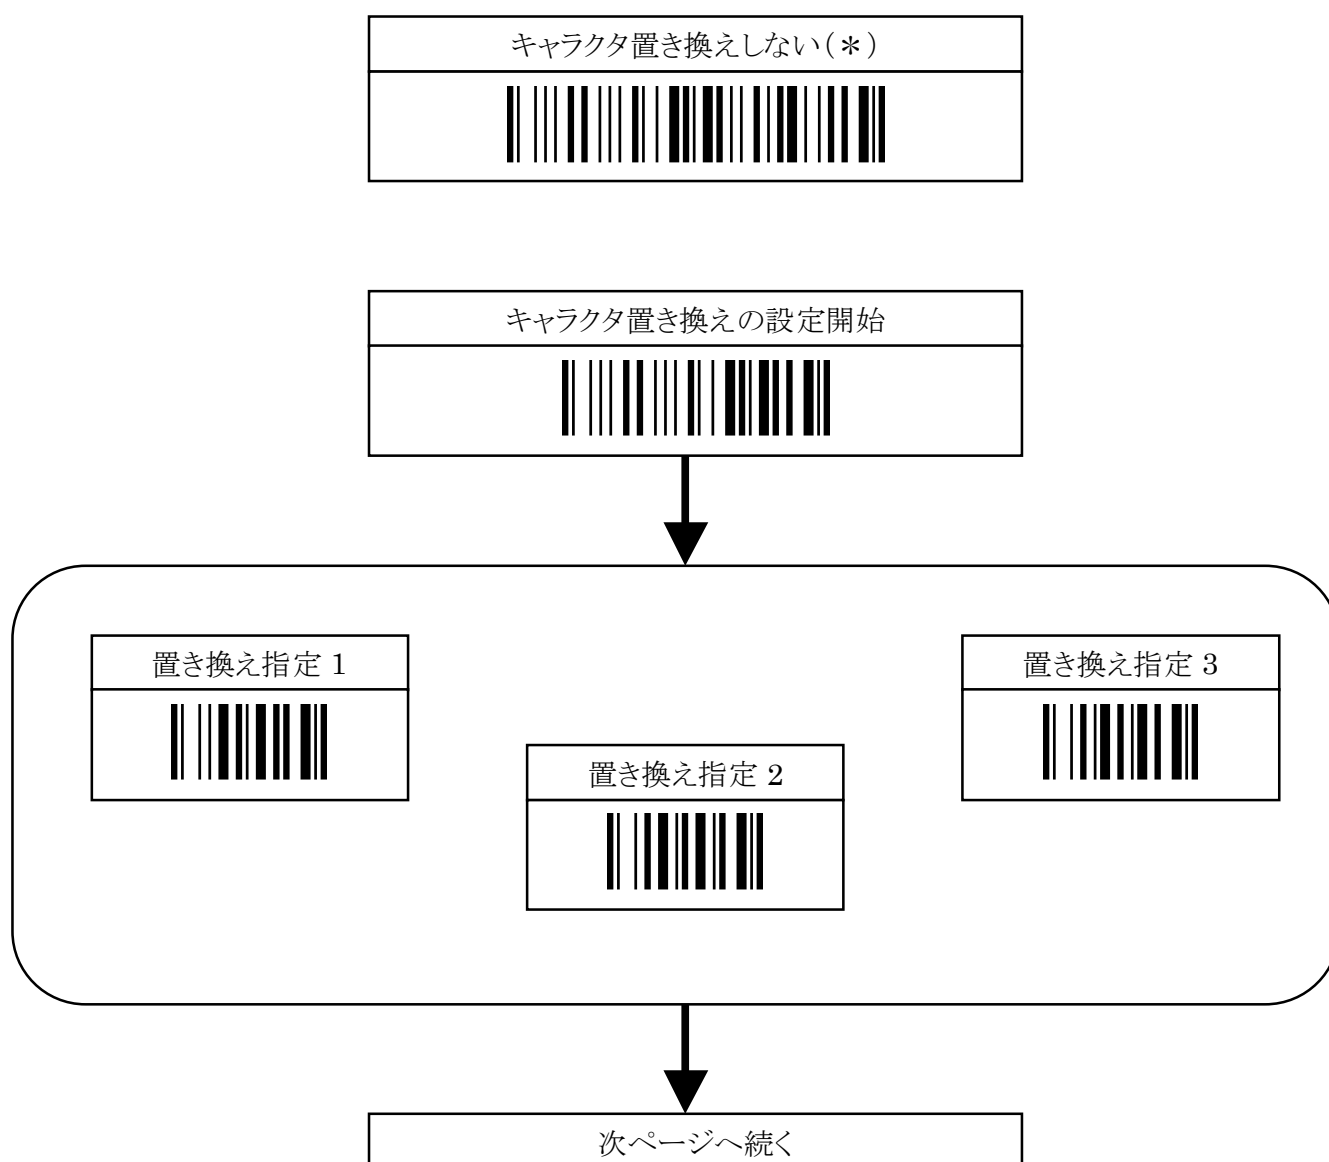 キャラクタ置き換えしない(＊)
キャラクタ置き換えの設定開始
置き換え指定 1
置き換え指定 2
置き換え指定 3
次ページへ続く